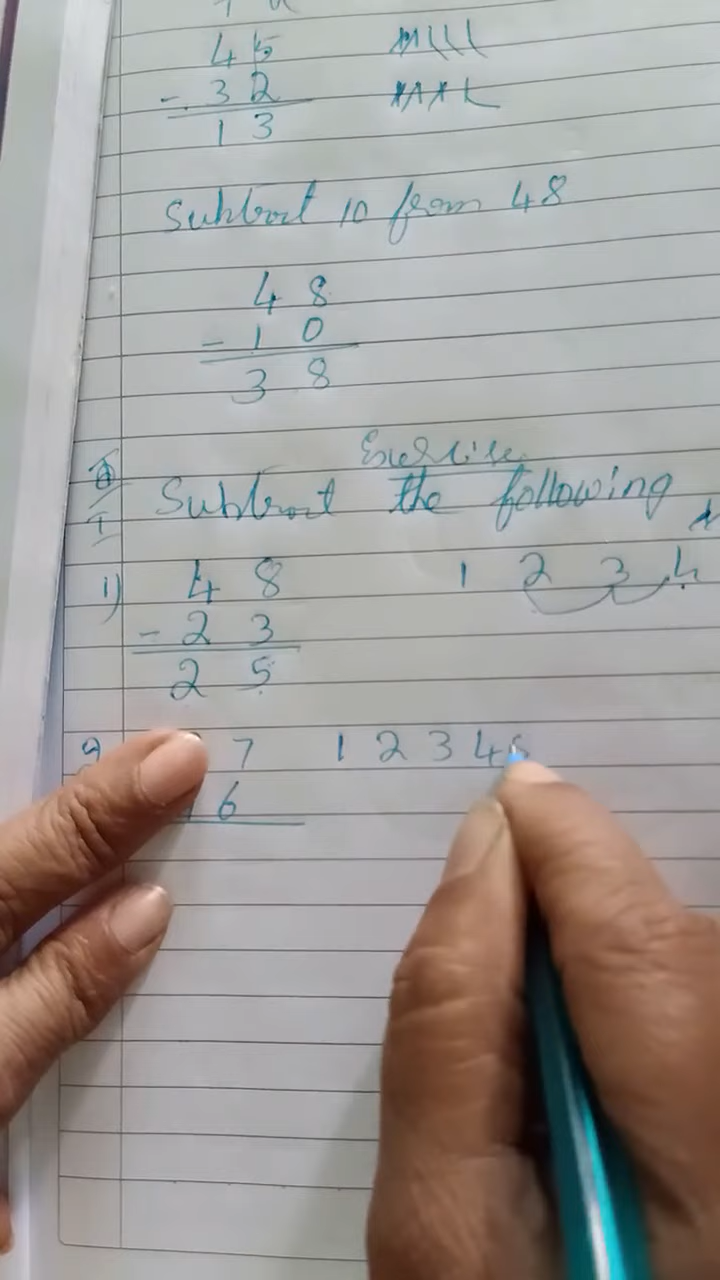 45
- 32
13
Subtract 10 from 48
48
- 10
38
Exercise
I Subtract the following
1) 48 1 2 3 4
- 23
25
7 1 2 3 4 5
6